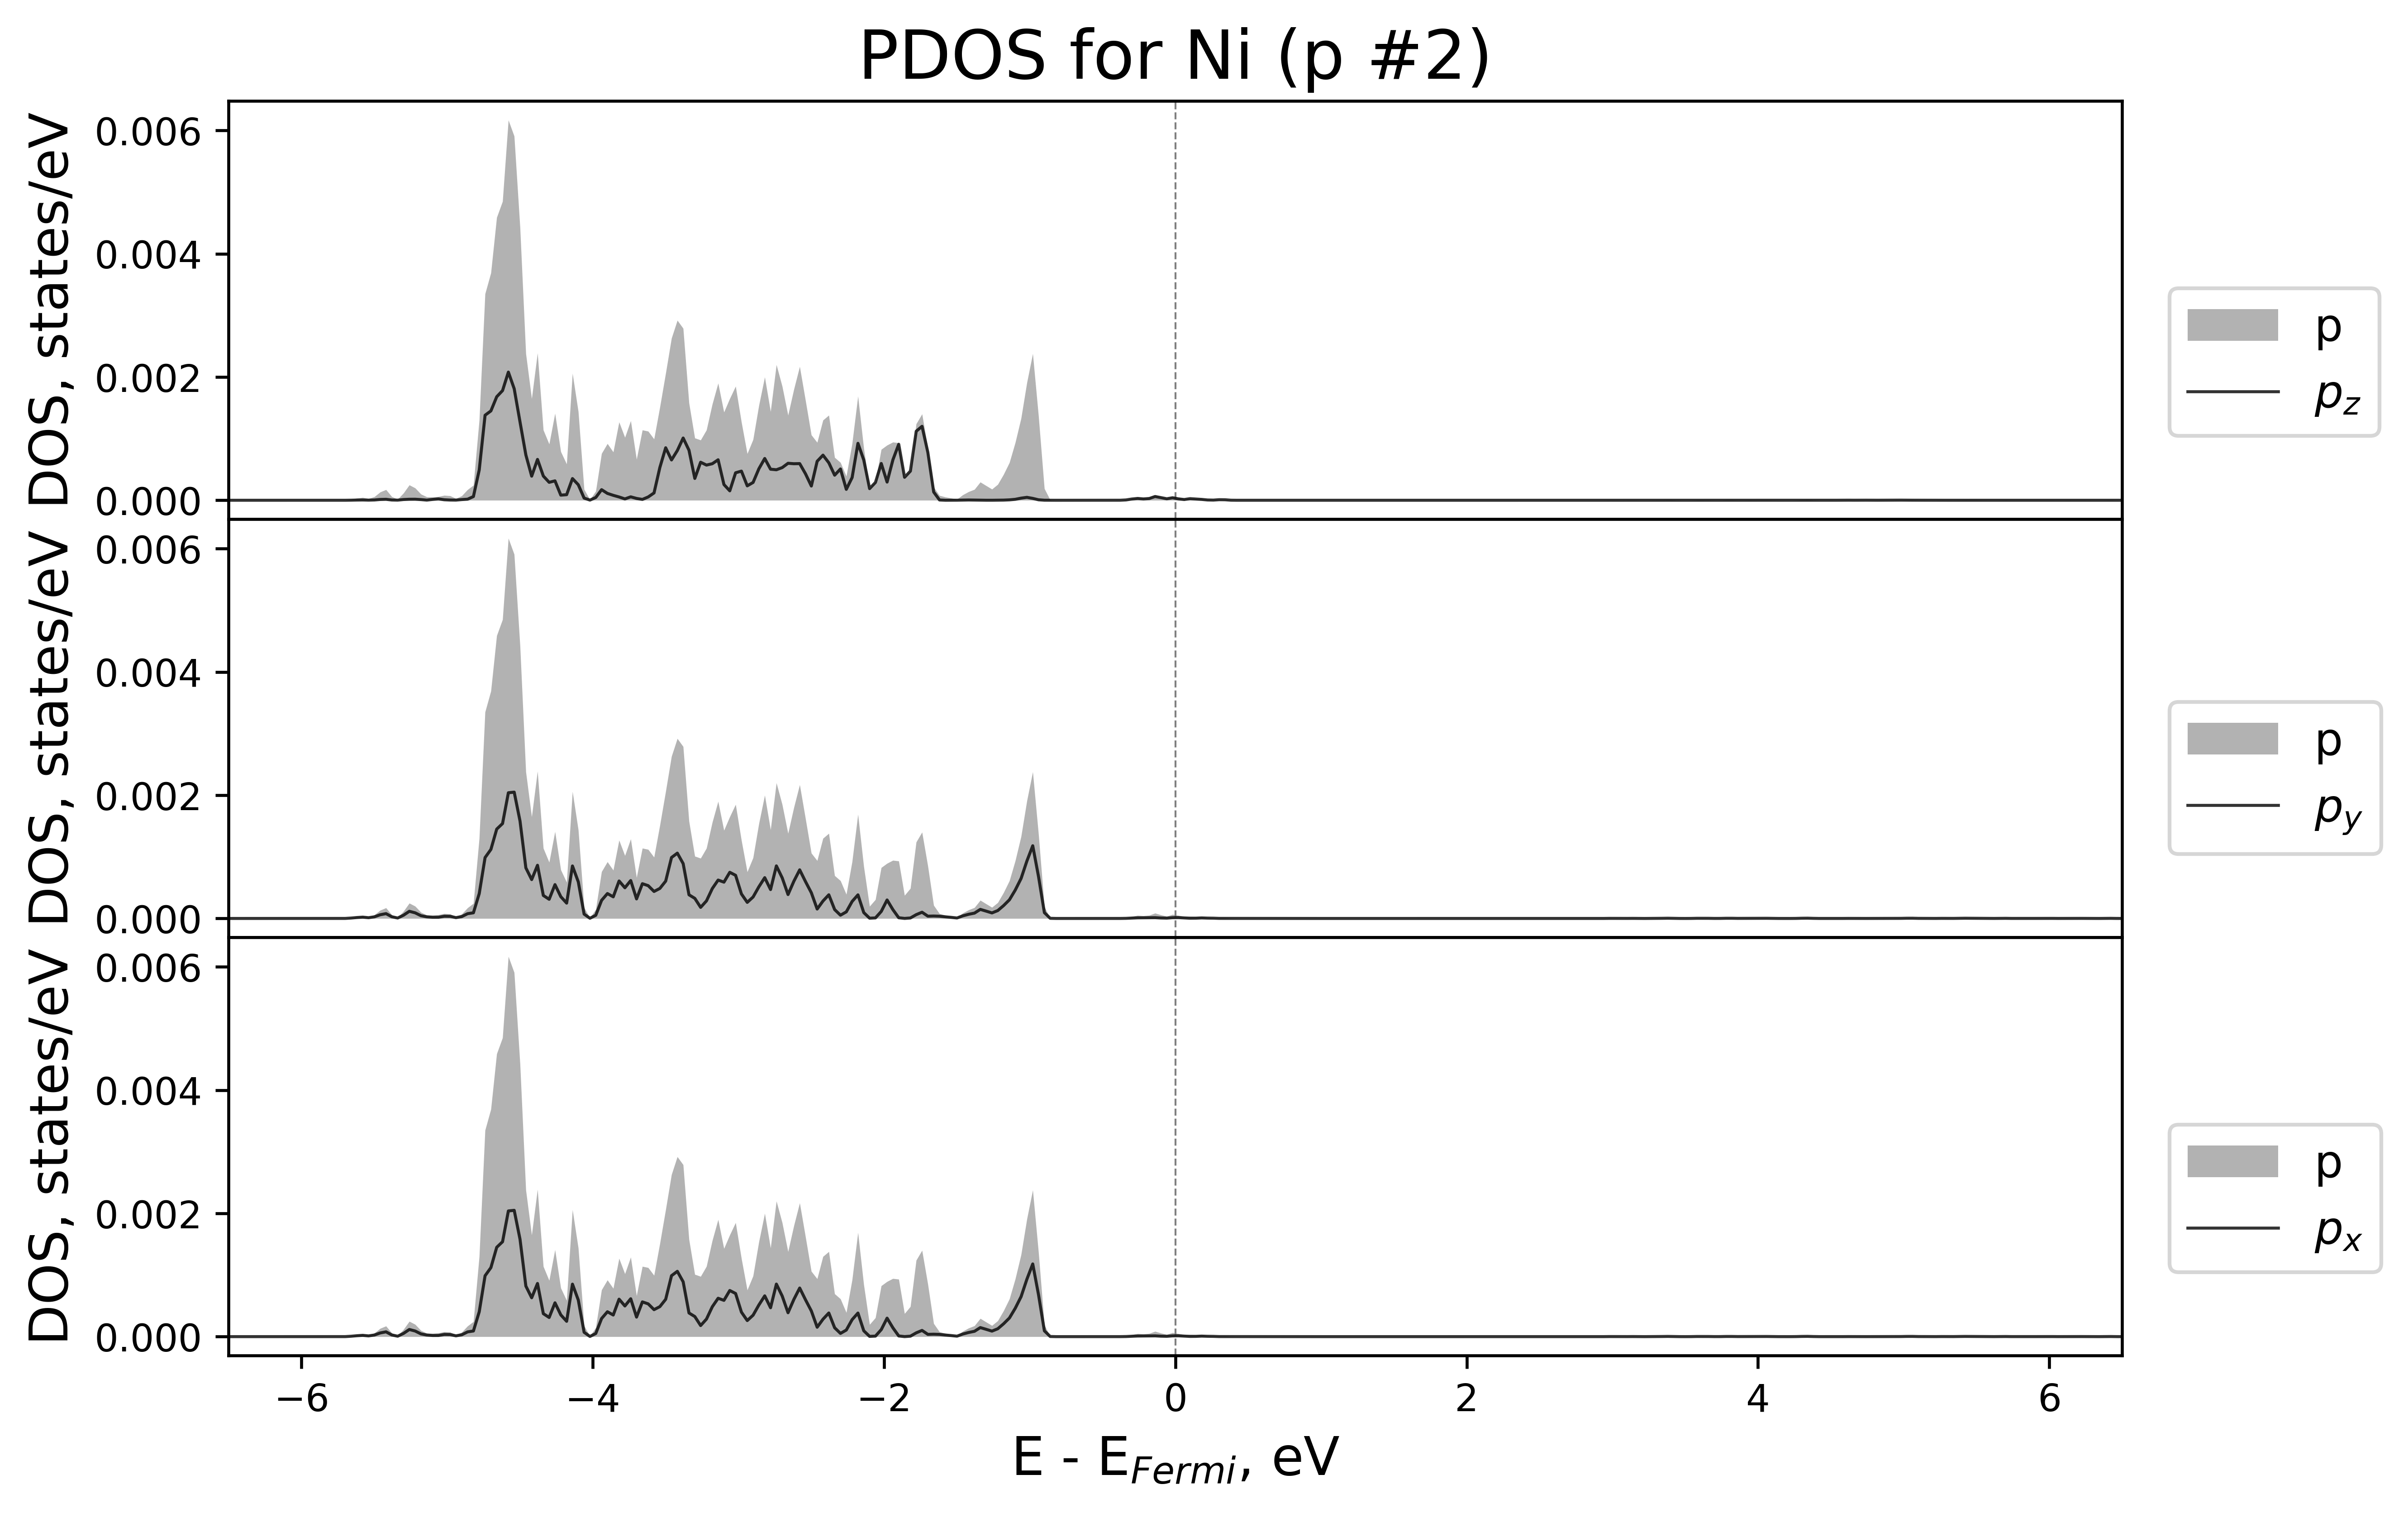 PDOS for Ni (p #2)
DOS, states/eV
0.006
0.004
0.002
0.000
p
p_z
DOS, states/eV
0.006
0.004
0.002
0.000
p
p_y
DOS, states/eV
0.006
0.004
0.002
0.000
p
p_x
−6 −4 −2 0 2 4 6
E - E_Fermi, eV